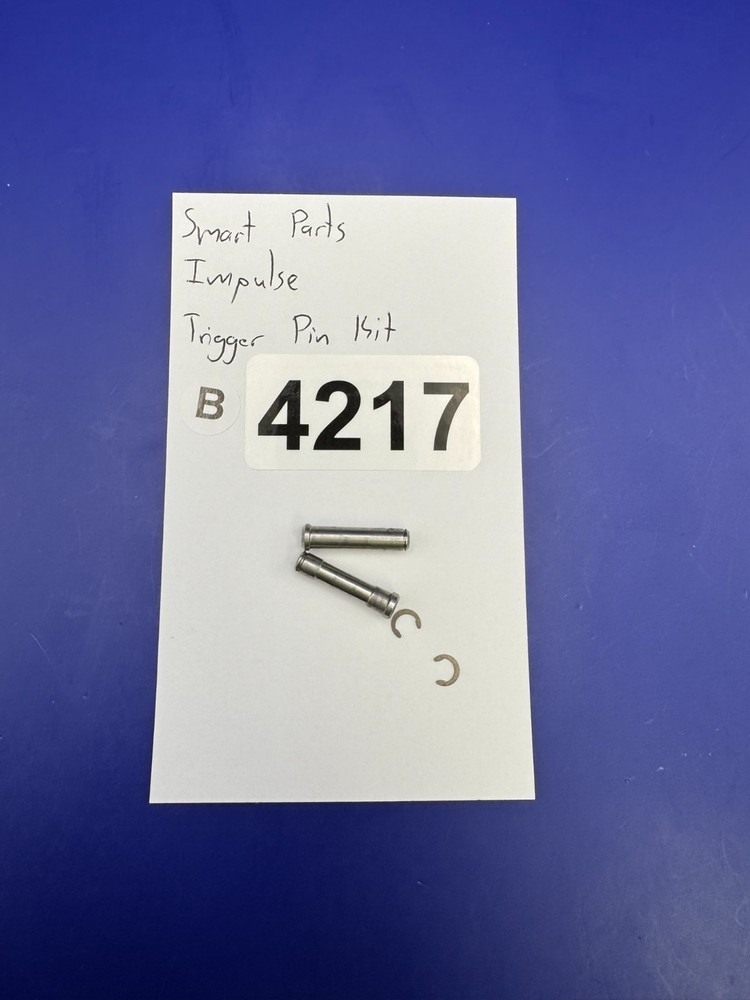 Smart Parts
Impulse
Trigger Pin Kit
B 4217